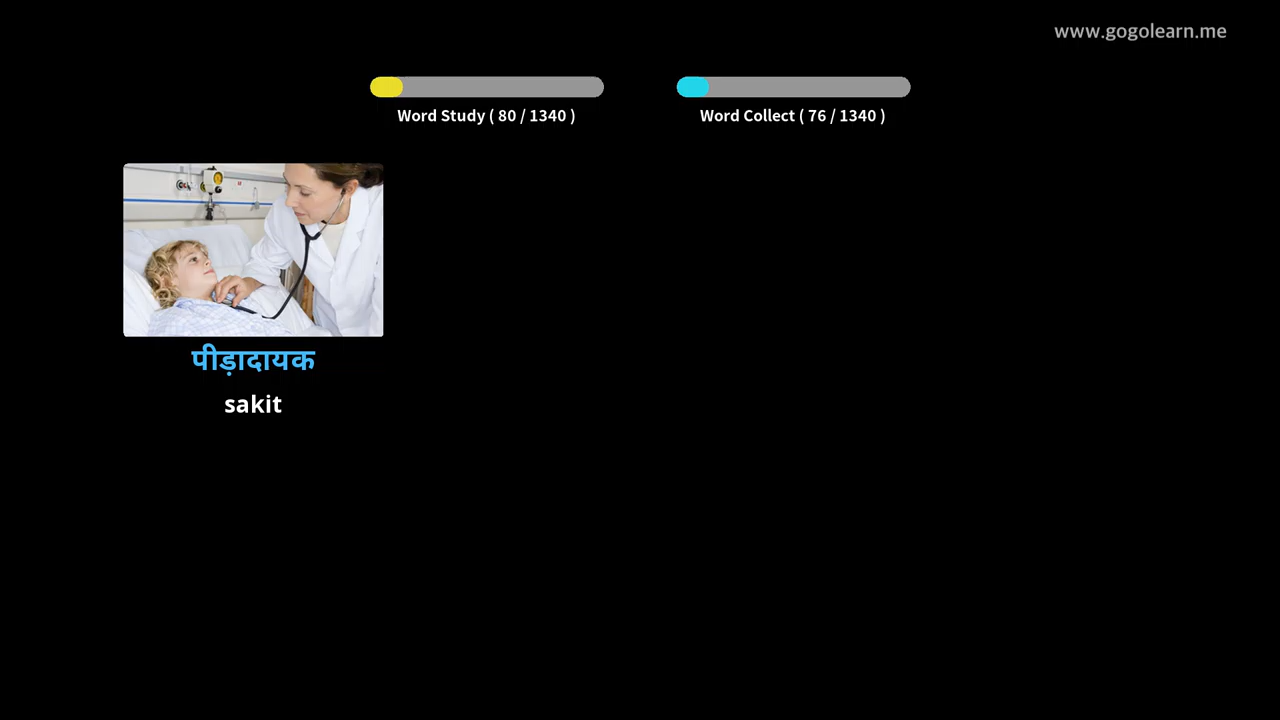 www.gogolearn.me
Word Study ( 80 / 1340 )
Word Collect ( 76 / 1340 )
पीड़ादायक
sakit